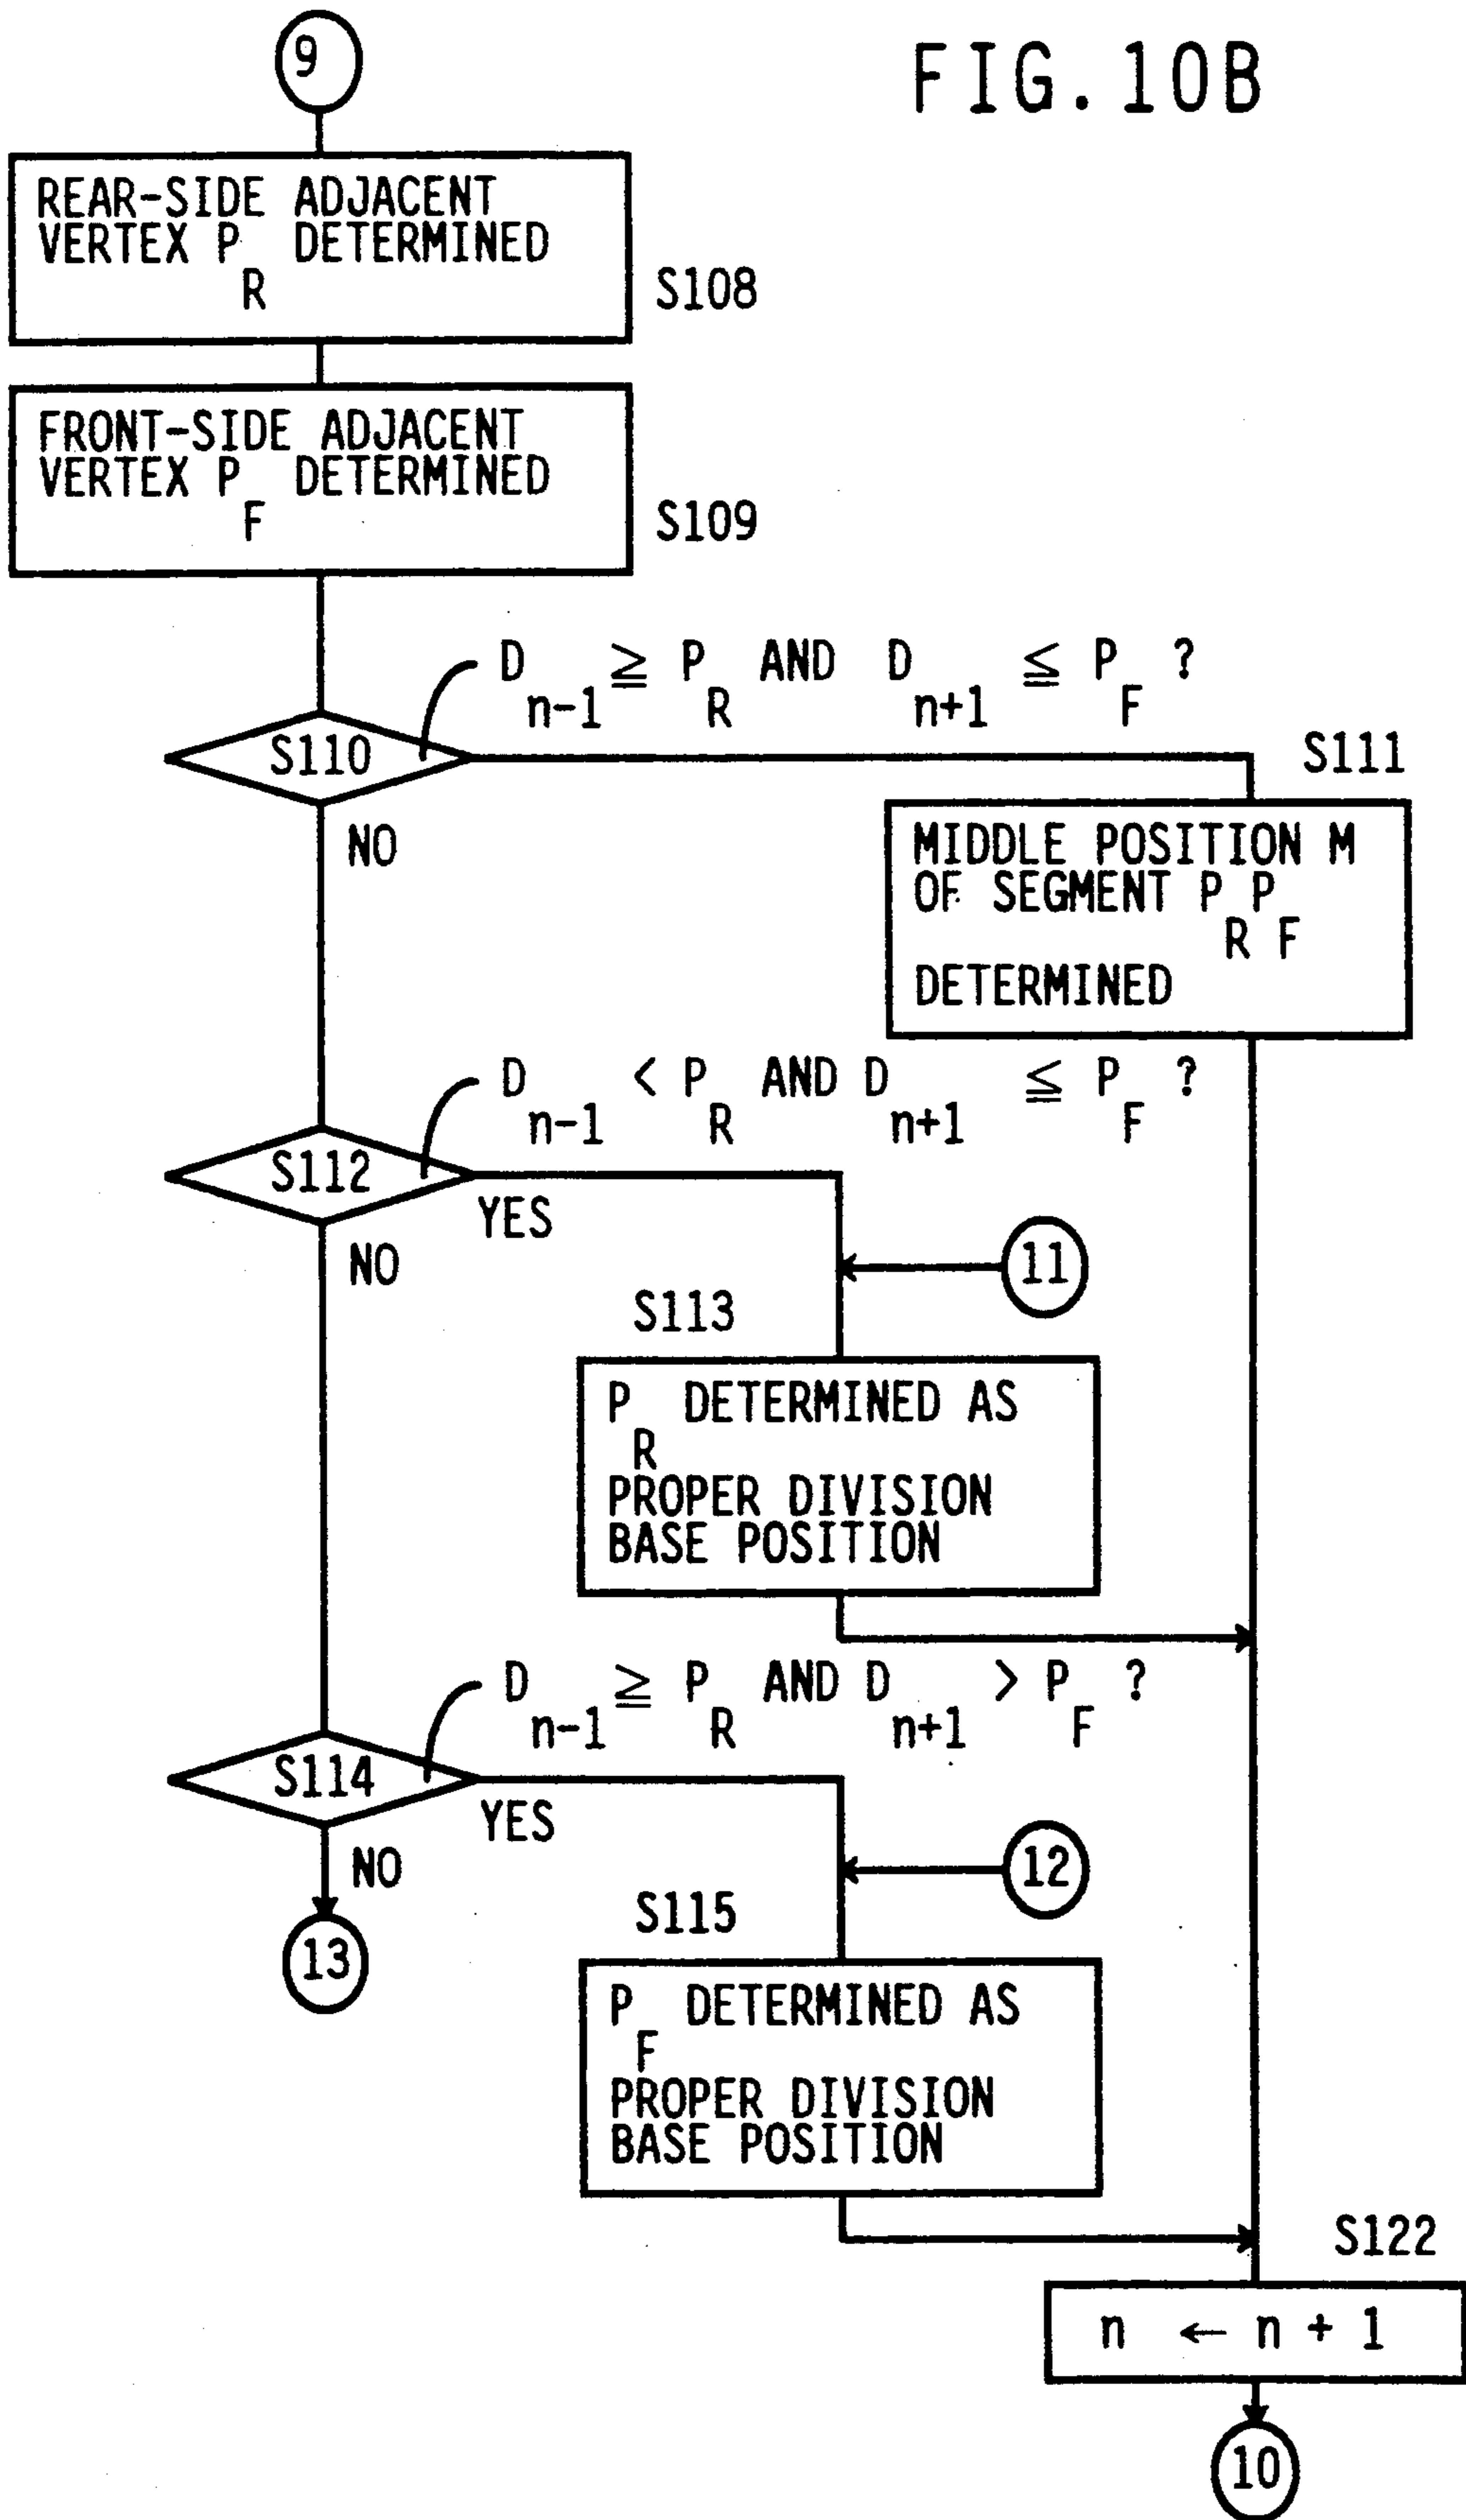 9
FIG. 10B
REAR-SIDE ADJACENT
VERTEX P DETERMINED
R
S108
FRONT-SIDE ADJACENT
VERTEX P DETERMINED
F
S109
D ≧ P AND D ≦ P ?
n-1 R n+1 F
S110
S111
NO
MIDDLE POSITION M
OF SEGMENT P P
R F
DETERMINED
D < P AND D ≦ P ?
n-1 R n+1 F
S112
YES
NO
11
S113
P DETERMINED AS
R
PROPER DIVISION
BASE POSITION
D ≧ P AND D > P ?
n-1 R n+1 F
S114
YES
NO
12
S115
13
P DETERMINED AS
F
PROPER DIVISION
BASE POSITION
S122
n ← n + 1
10